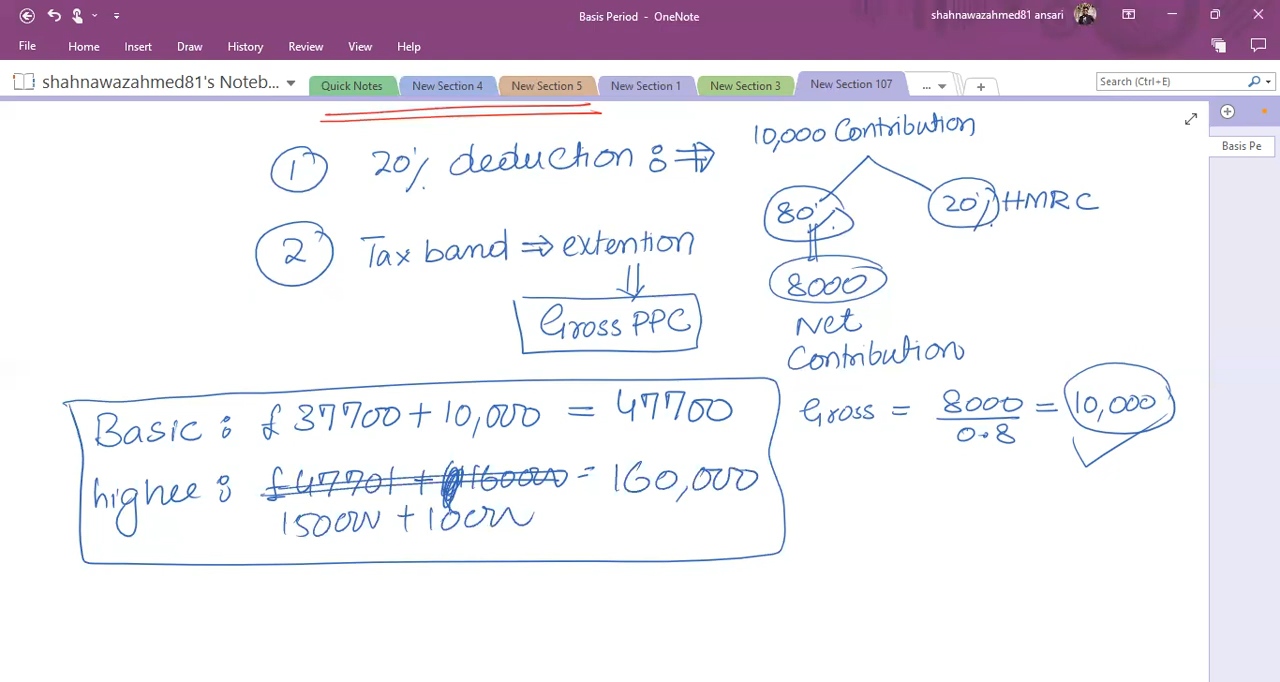 Basis Period - OneNote
shahnawazahmed81 ansari
File Home Insert Draw History Review View Help
shahnawazahmed81's Noteb... Quick Notes New Section 4 New Section 5 New Section 1 New Section 3 New Section 107 ... +
Search (Ctrl+E)
Basis Pe
1 20% deduction : ⇒
10,000 Contribution
80% 20% HMRC
2 Tax band ⇒ extention
8000
Gross PPC
Net
Contribution
Gross = 8000 / 0.8 = 10,000
Basic : £37700 + 10,000 = 47700
higher : £47701 + 160000 = 160,000
150000 + 10000